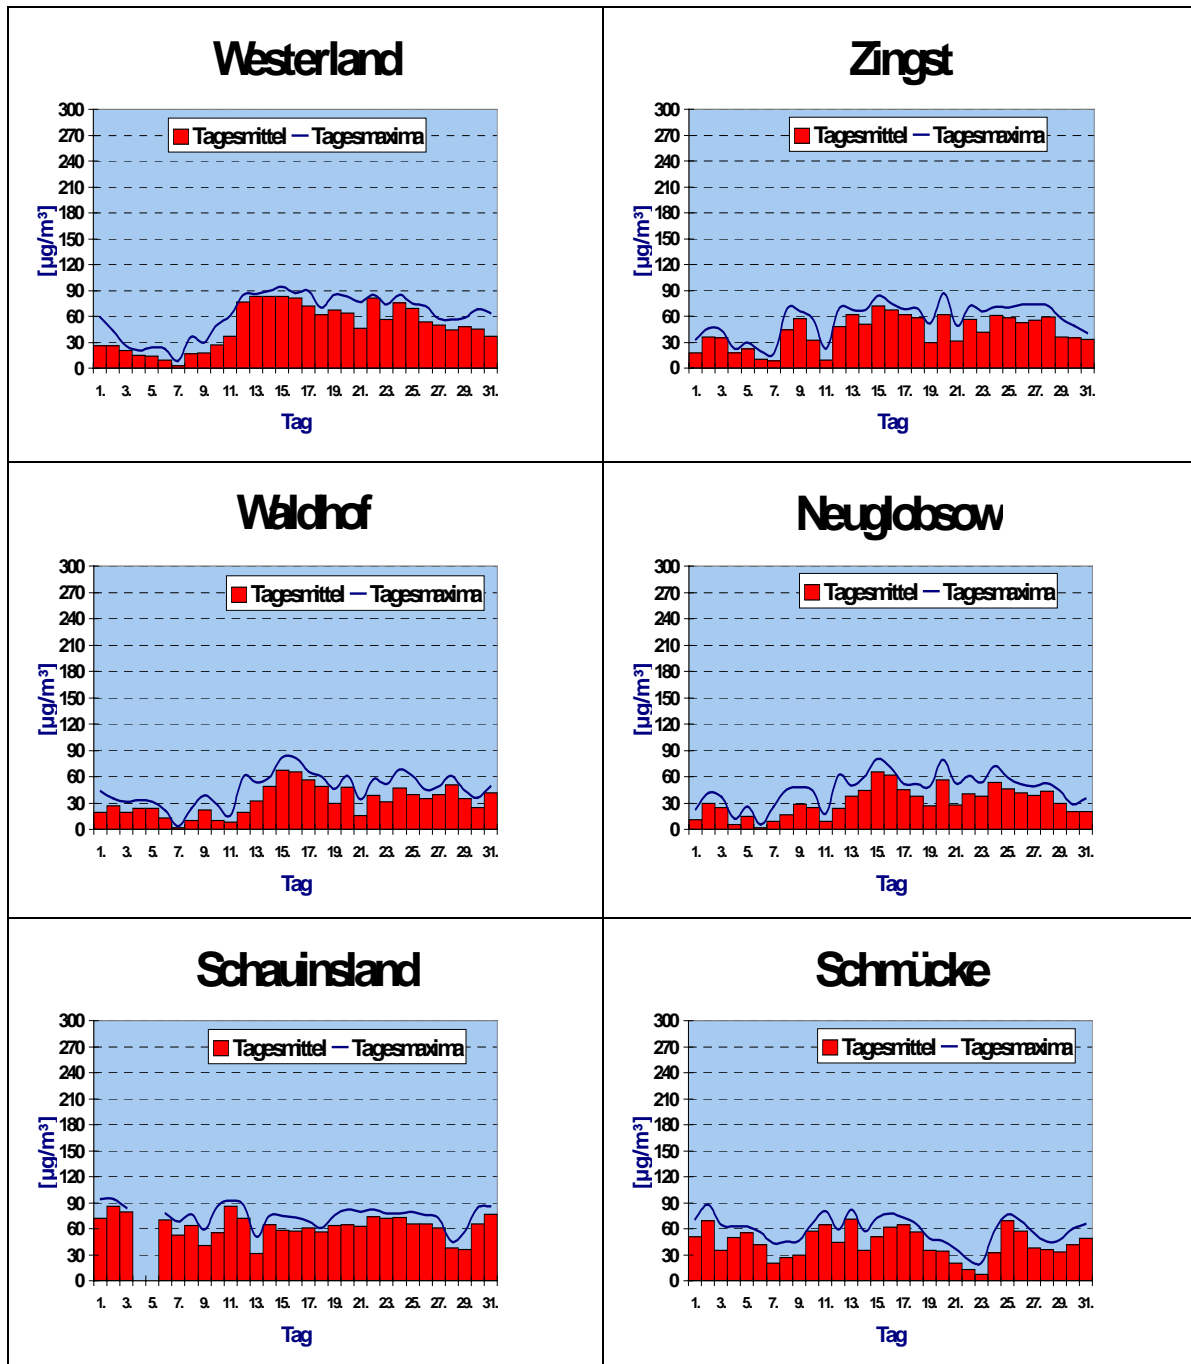 Westerland
300
270
240
210
180
150
120
90
60
30
0
[µg/m³]
Tagesmittel Tagesmaxima
1. 3. 5. 7. 9. 11. 13. 15. 17. 19. 21. 23. 25. 27. 29. 31.
Tag
Zingst
300
270
240
210
180
150
120
90
60
30
0
[µg/m³]
Tagesmittel Tagesmaxima
1. 3. 5. 7. 9. 11. 13. 15. 17. 19. 21. 23. 25. 27. 29. 31.
Tag
Waldhof
300
270
240
210
180
150
120
90
60
30
0
[µg/m³]
Tagesmittel Tagesmaxima
1. 3. 5. 7. 9. 11. 13. 15. 17. 19. 21. 23. 25. 27. 29. 31.
Tag
Neuglobsow
300
270
240
210
180
150
120
90
60
30
0
[µg/m³]
Tagesmittel Tagesmaxima
1. 3. 5. 7. 9. 11. 13. 15. 17. 19. 21. 23. 25. 27. 29. 31.
Tag
Schauinsland
300
270
240
210
180
150
120
90
60
30
0
[µg/m³]
Tagesmittel Tagesmaxima
1. 3. 5. 7. 9. 11. 13. 15. 17. 19. 21. 23. 25. 27. 29. 31.
Tag
Schmücke
300
270
240
210
180
150
120
90
60
30
0
[µg/m³]
Tagesmittel Tagesmaxima
1. 3. 5. 7. 9. 11. 13. 15. 17. 19. 21. 23. 25. 27. 29. 31.
Tag